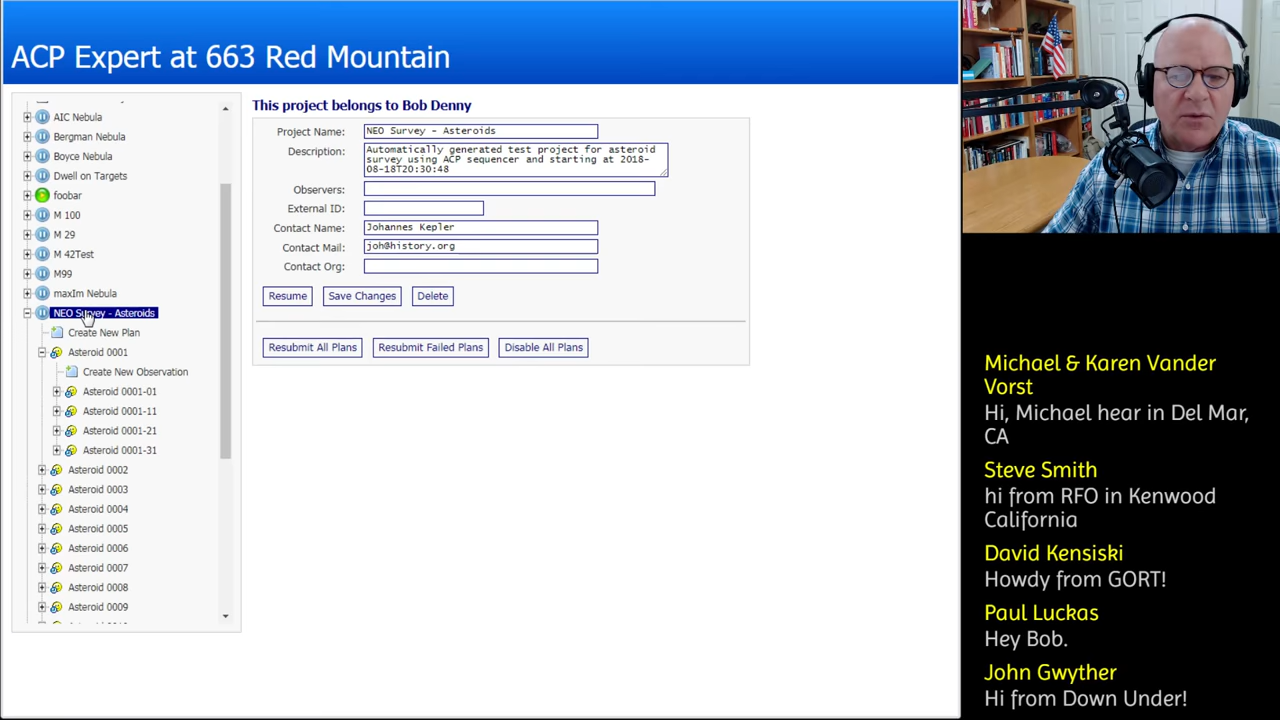 ACP Expert at 663 Red Mountain
AIC Nebula
Bergman Nebula
Boyce Nebula
Dwell on Targets
foobar
M 100
M 29
M 42Test
M99
maxIm Nebula
NEO Survey - Asteroids
Create New Plan
Asteroid 0001
Create New Observation
Asteroid 0001-01
Asteroid 0001-11
Asteroid 0001-21
Asteroid 0001-31
Asteroid 0002
Asteroid 0003
Asteroid 0004
Asteroid 0005
Asteroid 0006
Asteroid 0007
Asteroid 0008
Asteroid 0009
This project belongs to Bob Denny
Project Name: NEO Survey - Asteroids
Description: Automatically generated test project for asteroid
survey using ACP sequencer and starting at 2018-
08-18T20:30:48
Observers:
External ID:
Contact Name: Johannes Kepler
Contact Mail: joh@history.org
Contact Org:
Resume Save Changes Delete
Resubmit All Plans Resubmit Failed Plans Disable All Plans
Michael & Karen Vander
Vorst
Hi, Michael hear in Del Mar,
CA
Steve Smith
hi from RFO in Kenwood
California
David Kensiski
Howdy from GORT!
Paul Luckas
Hey Bob.
John Gwyther
Hi from Down Under!